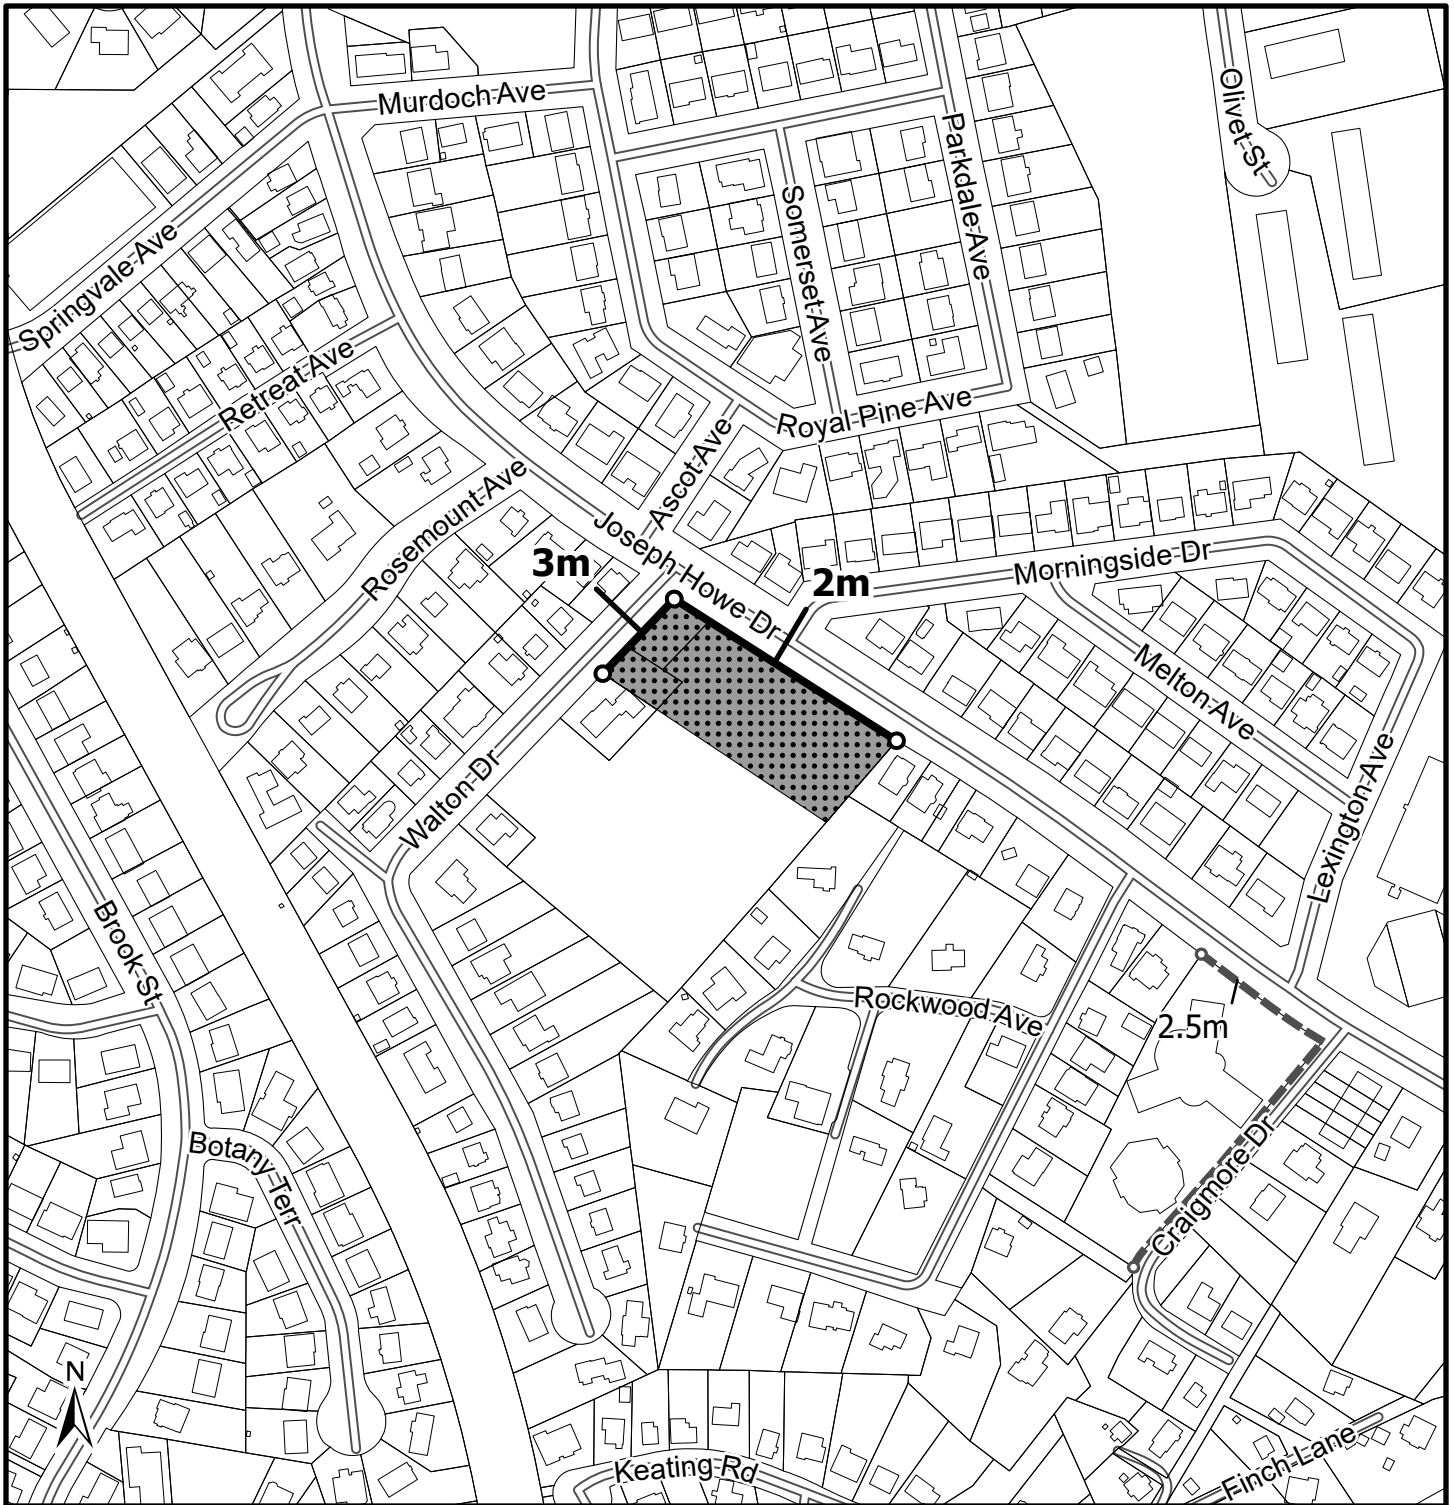 Murdoch Ave
Olivet St
Parkdale Ave
Somerset Ave
Springvale Ave
Retreat Ave
Royal Pine Ave
Ascot Ave
Rosemount Ave
Joseph Howe Dr
3m
2m
Morningside Dr
Melton Ave
Walton Dr
Lexington Ave
Brook St
Rockwood Ave
2.5m
Craigmore Dr
Botany Terr
N
Keating Rd
Finch Lane